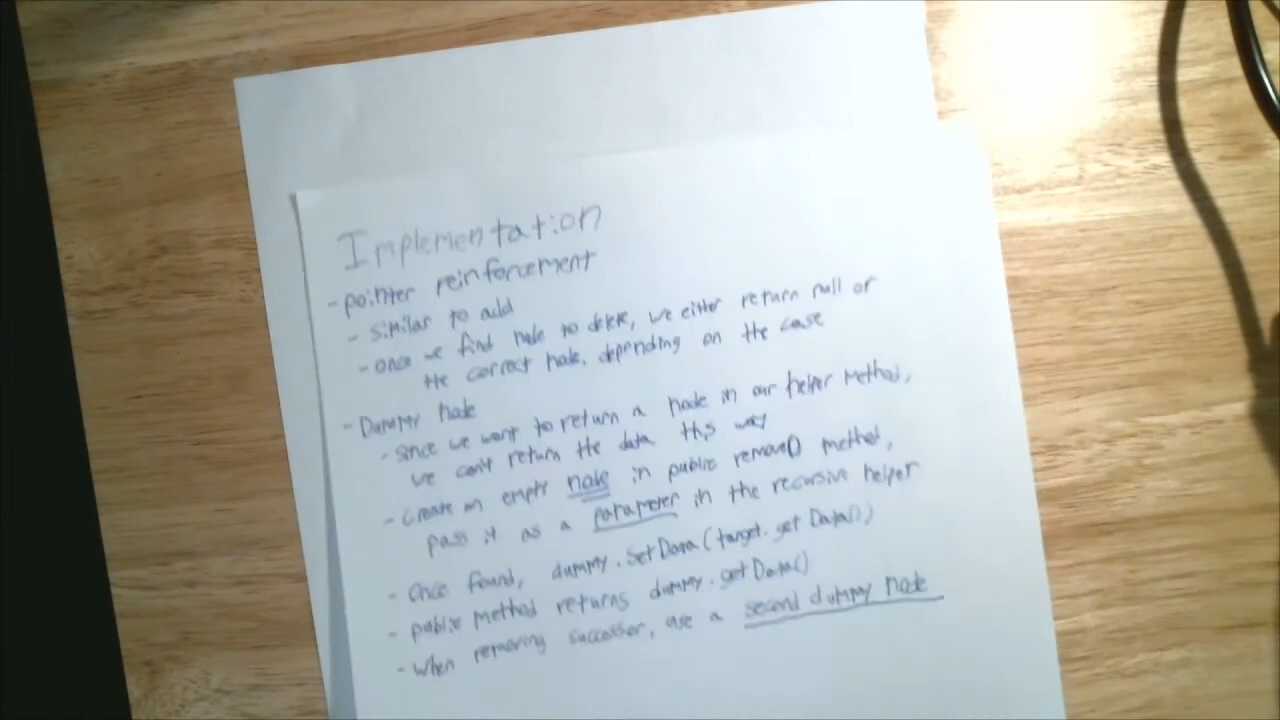 Implementation
- pointer reinforcement
- similar to add
- once we find node to delete, we either return null or
the correct node, depending on the case
- Dummy node
- since we want to return a node in our helper method,
we can't return the data this way
- create an empty node in public remove() method,
pass it as a parameter in the recursive helper
- once found, dummy.setData(target.getData())
- public method returns dummy.getData()
- when removing successor, use a second dummy node